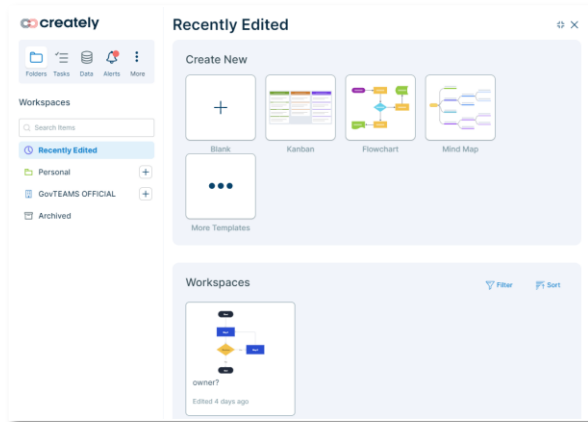 creately
Recently Edited
Folders Tasks Data Alerts More
Workspaces
Search Items
Recently Edited
Personal
GovTEAMS OFFICIAL
Archived
Create New
Blank
Kanban
Flowchart
Mind Map
More Templates
Workspaces
Filter
Sort
owner?
Edited 4 days ago